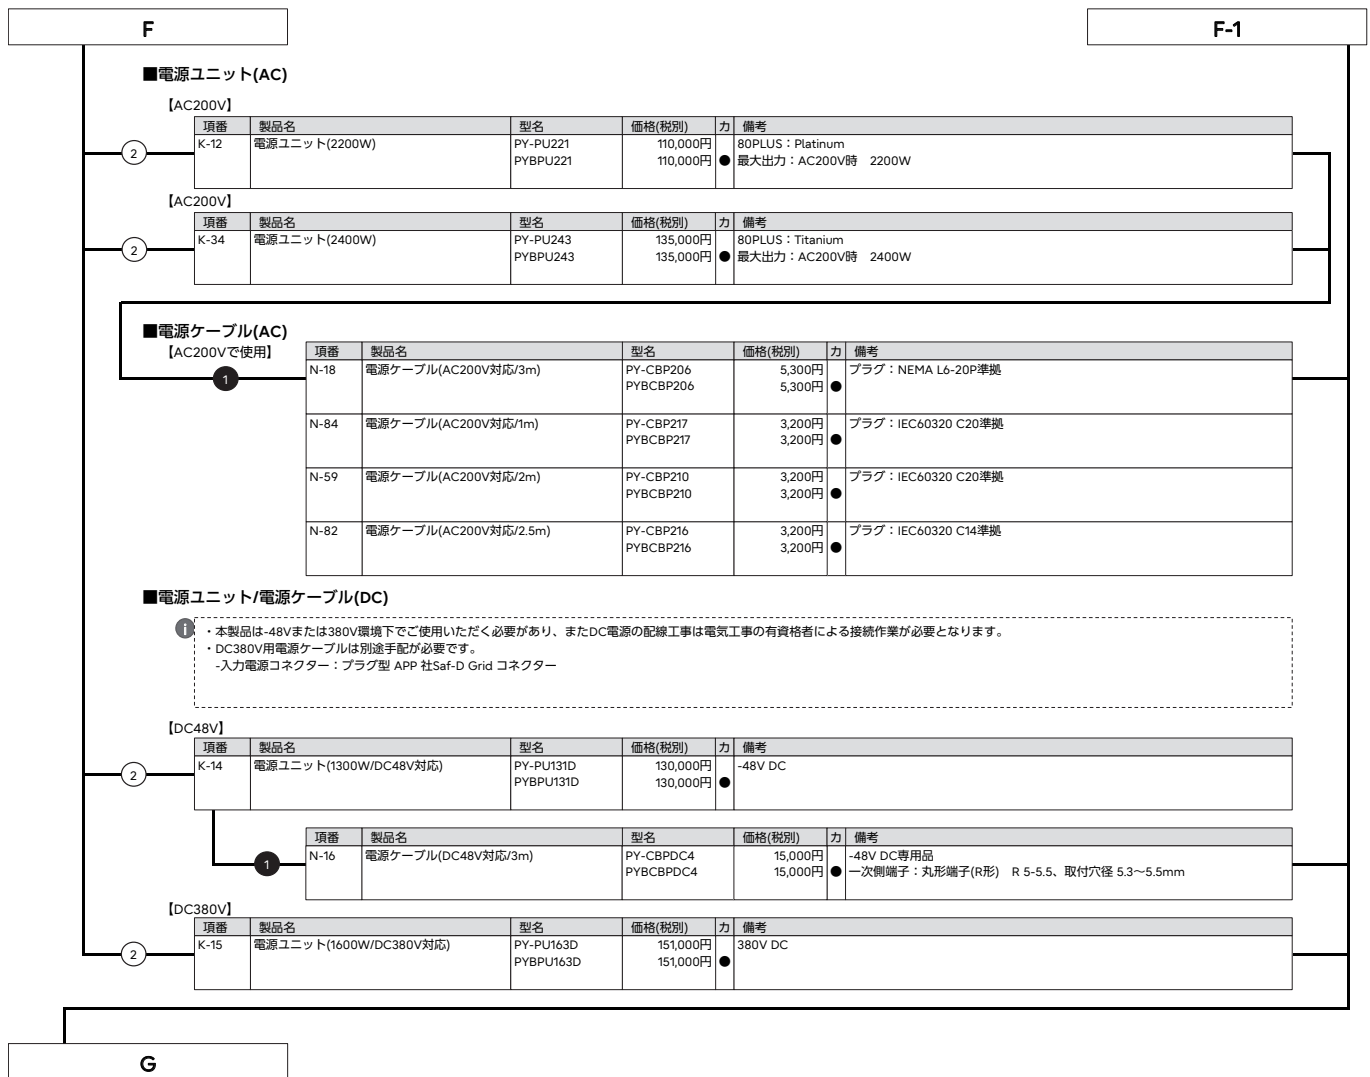 F
F-1
■電源ユニット(AC)
【AC200V】
項番 製品名 型名 価格(税別) カ 備考
K-12 電源ユニット(2200W) PY-PU221 110,000円 80PLUS：Platinum
PYBPU221 110,000円 ● 最大出力：AC200V時 2200W
2
【AC200V】
項番 製品名 型名 価格(税別) カ 備考
K-34 電源ユニット(2400W) PY-PU243 135,000円 80PLUS：Titanium
PYBPU243 135,000円 ● 最大出力：AC200V時 2400W
2
■電源ケーブル(AC)
【AC200Vで使用】
項番 製品名 型名 価格(税別) カ 備考
N-18 電源ケーブル(AC200V対応/3m) PY-CBP206 5,300円 プラグ：NEMA L6-20P準拠
1
PYBCBP206 5,300円 ●
N-84 電源ケーブル(AC200V対応/1m) PY-CBP217 3,200円 プラグ：IEC60320 C20準拠
PYBCBP217 3,200円 ●
N-59 電源ケーブル(AC200V対応/2m) PY-CBP210 3,200円 プラグ：IEC60320 C20準拠
PYBCBP210 3,200円 ●
N-82 電源ケーブル(AC200V対応/2.5m) PY-CBP216 3,200円 プラグ：IEC60320 C14準拠
PYBCBP216 3,200円 ●
■電源ユニット/電源ケーブル(DC)
i ・本製品は-48Vまたは380V環境下でご使用いただく必要があり、またDC電源の配線工事は電気工事の有資格者による接続作業が必要となります。
・DC380V用電源ケーブルは別途手配が必要です。
-入力電源コネクター：プラグ型 APP 社Saf-D Grid コネクター
【DC48V】
項番 製品名 型名 価格(税別) カ 備考
K-14 電源ユニット(1300W/DC48V対応) PY-PU131D 130,000円 -48V DC
2
PYBPU131D 130,000円 ●
項番 製品名 型名 価格(税別) カ 備考
N-16 電源ケーブル(DC48V対応/3m) PY-CBPDC4 15,000円 -48V DC専用品
1
PYBCBPDC4 15,000円 ● 一次側端子：丸形端子(R形) R 5-5.5、取付穴径 5.3～5.5mm
【DC380V】
項番 製品名 型名 価格(税別) カ 備考
K-15 電源ユニット(1600W/DC380V対応) PY-PU163D 151,000円 380V DC
2
PYBPU163D 151,000円 ●
G